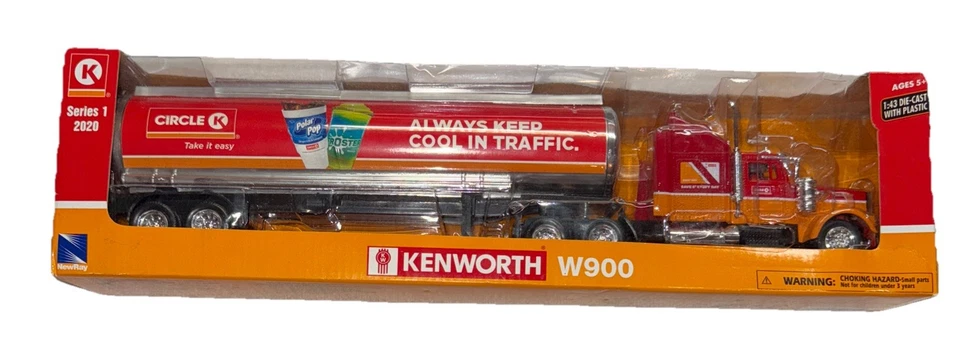 K
Series 1
2020
CIRCLE K
Take it easy
Polar
Pop
ALWAYS KEEP
COOL IN TRAFFIC.
AGES 5+
1:43 DIE-CAST
WITH PLASTIC
NewRay
KENWORTH W900
WARNING: CHOKING HAZARD-Small parts
Not for children under 3 years